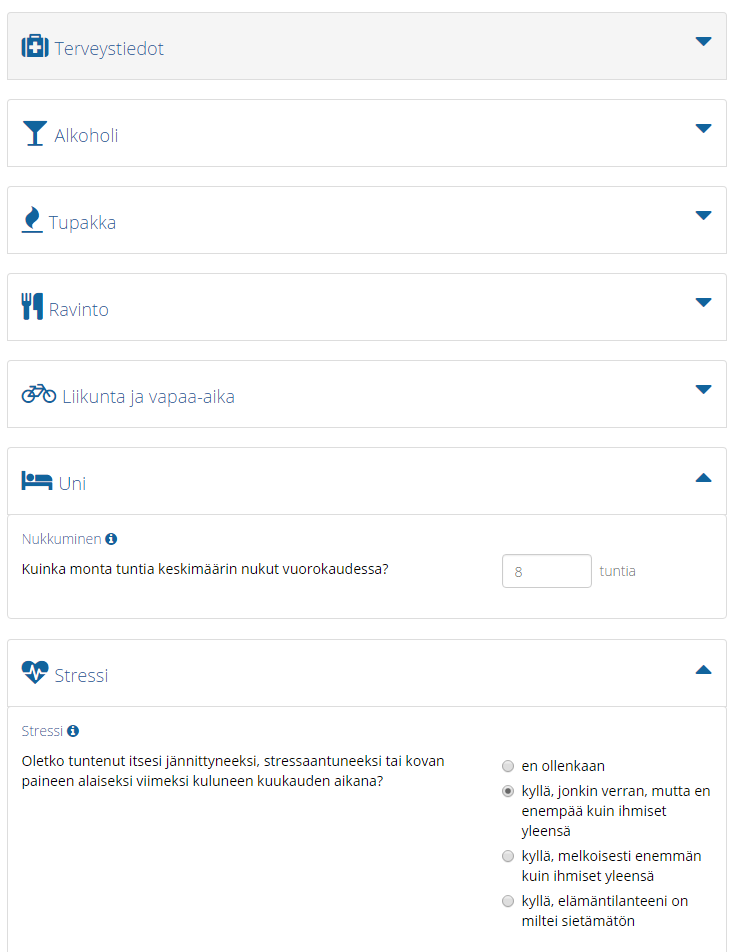 Terveystiedot
Alkoholi
Tupakka
Ravinto
Liikunta ja vapaa-aika
Uni
Nukkuminen
Kuinka monta tuntia keskimäärin nukut vuorokaudessa?
8 tuntia
Stressi
Stressi
Oletko tuntenut itsesi jännittyneeksi, stressaantuneeksi tai kovan
paineen alaiseksi viimeksi kuluneen kuukauden aikana?
en ollenkaan
kyllä, jonkin verran, mutta en
enempää kuin ihmiset
yleensä
kyllä, melkoisesti enemmän
kuin ihmiset yleensä
kyllä, elämäntilanteeni on
miltei sietämätön